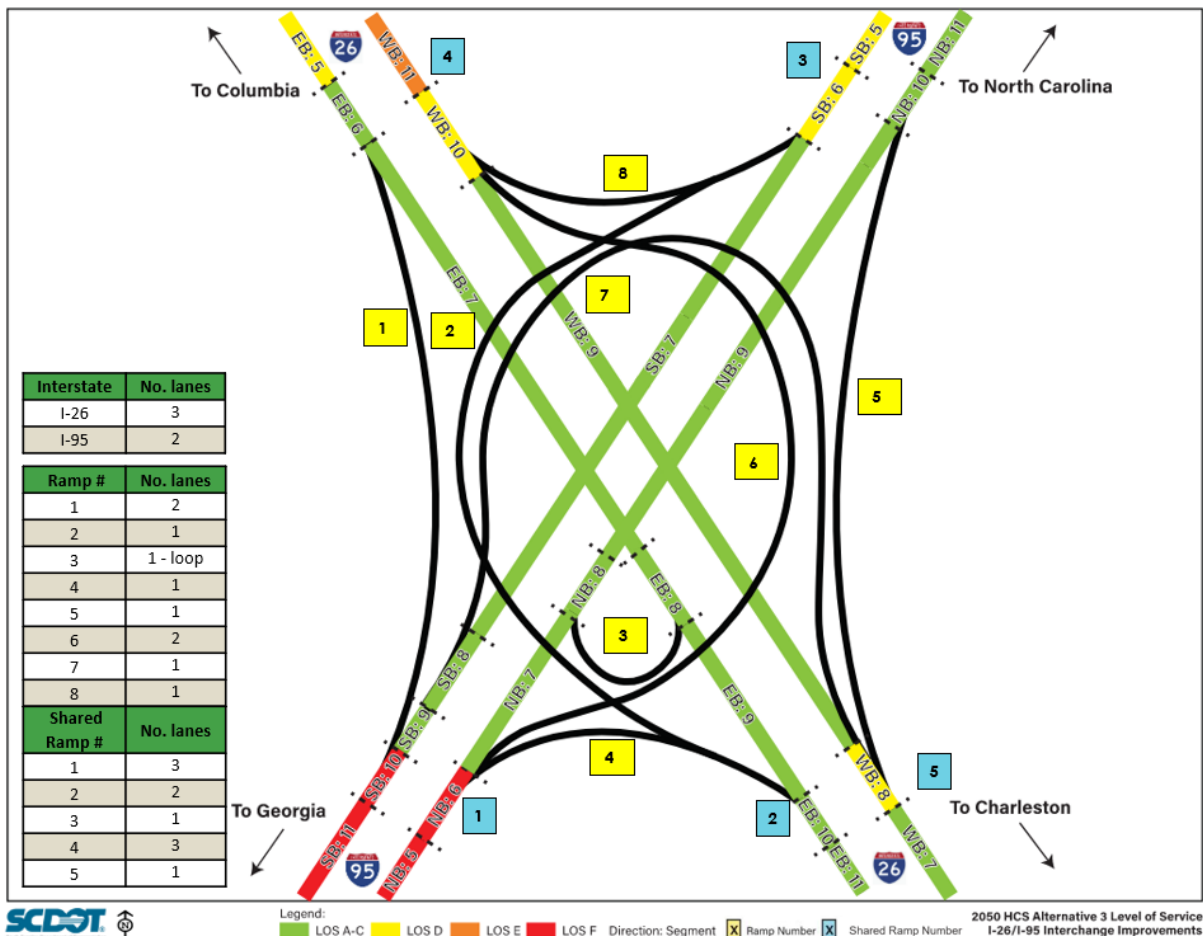 EB: 5
INTERSTATE
26
WB: 11
4
3
SB: 5
INTERSTATE
95
NB: 11
To Columbia
EB: 6
WB: 10
SB: 6
NB: 10
To North Carolina
8
EB: 7
7
1
2
WB: 9
SB: 7
NB: 9
5
6
Interstate No. lanes
I-26 3
I-95 2
Ramp # No. lanes
1 2
2 1
3 1 - loop
4 1
5 1
6 2
7 1
8 1
Shared Ramp # No. lanes
1 3
2 2
3 1
4 3
5 1
NB: 8
EB: 8
3
SB: 8
NB: 7
EB: 9
SB: 9
4
SB: 10
NB: 6
WB: 8
5
To Georgia
1
2
EB: 10
To Charleston
SB: 11
NB: 5
EB: 11
WB: 7
95
26
SCDOT
N
Legend:
LOS A-C LOS D LOS E LOS F Direction: Segment X Ramp Number X Shared Ramp Number
2050 HCS Alternative 3 Level of Service
I-26/I-95 Interchange Improvements